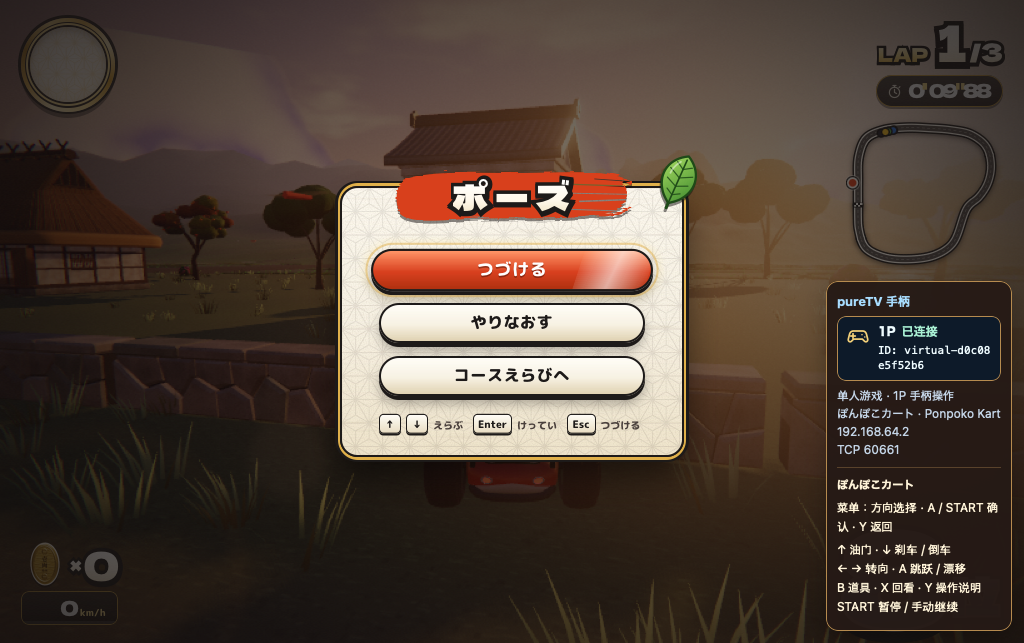 LAP 1/3
0'09"88
ポーズ
つづける
やりなおす
コースえらびへ
↑ ↓ えらぶ Enter けってい Esc つづける
×0
0 km/h
pureTV 手柄
1P 已连接
ID: virtual-d0c08
e5f52b6
单人游戏 · 1P 手柄操作
ぽんぽこカート · Ponpoko Kart
192.168.64.2
TCP 60661
ぽんぽこカート
菜单：方向选择 · A / START 确
认 · Y 返回
↑ 油门 · ↓ 刹车 / 倒车
← → 转向 · A 跳跃 / 漂移
B 道具 · X 回看 · Y 操作说明
START 暂停 / 手动继续